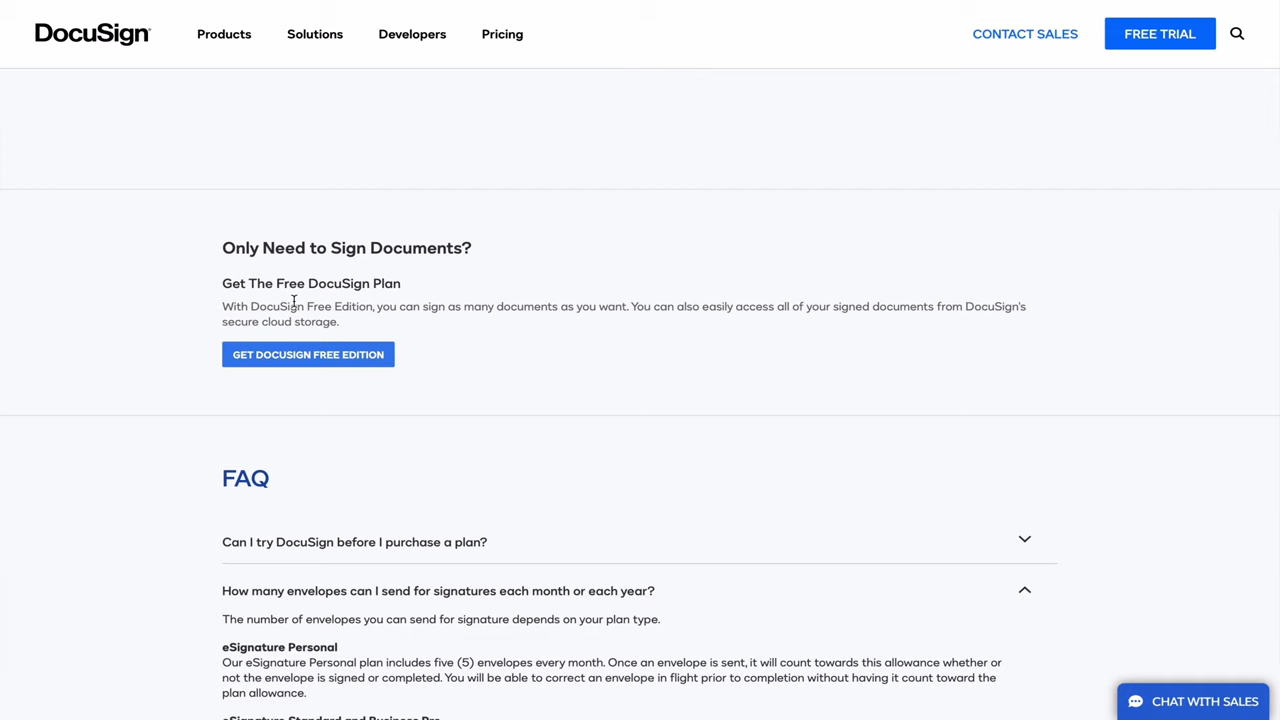 DocuSign Products Solutions Developers Pricing CONTACT SALES FREE TRIAL
Only Need to Sign Documents?
Get The Free DocuSign Plan
With DocuSign Free Edition, you can sign as many documents as you want. You can also easily access all of your signed documents from DocuSign's
secure cloud storage.
GET DOCUSIGN FREE EDITION
FAQ
Can I try DocuSign before I purchase a plan?
How many envelopes can I send for signatures each month or each year?
The number of envelopes you can send for signature depends on your plan type.
eSignature Personal
Our eSignature Personal plan includes five (5) envelopes every month. Once an envelope is sent, it will count towards this allowance whether or
not the envelope is signed or completed. You will be able to correct an envelope in flight prior to completion without having it count toward the
plan allowance.
CHAT WITH SALES
eSignature Standard and Business Pro